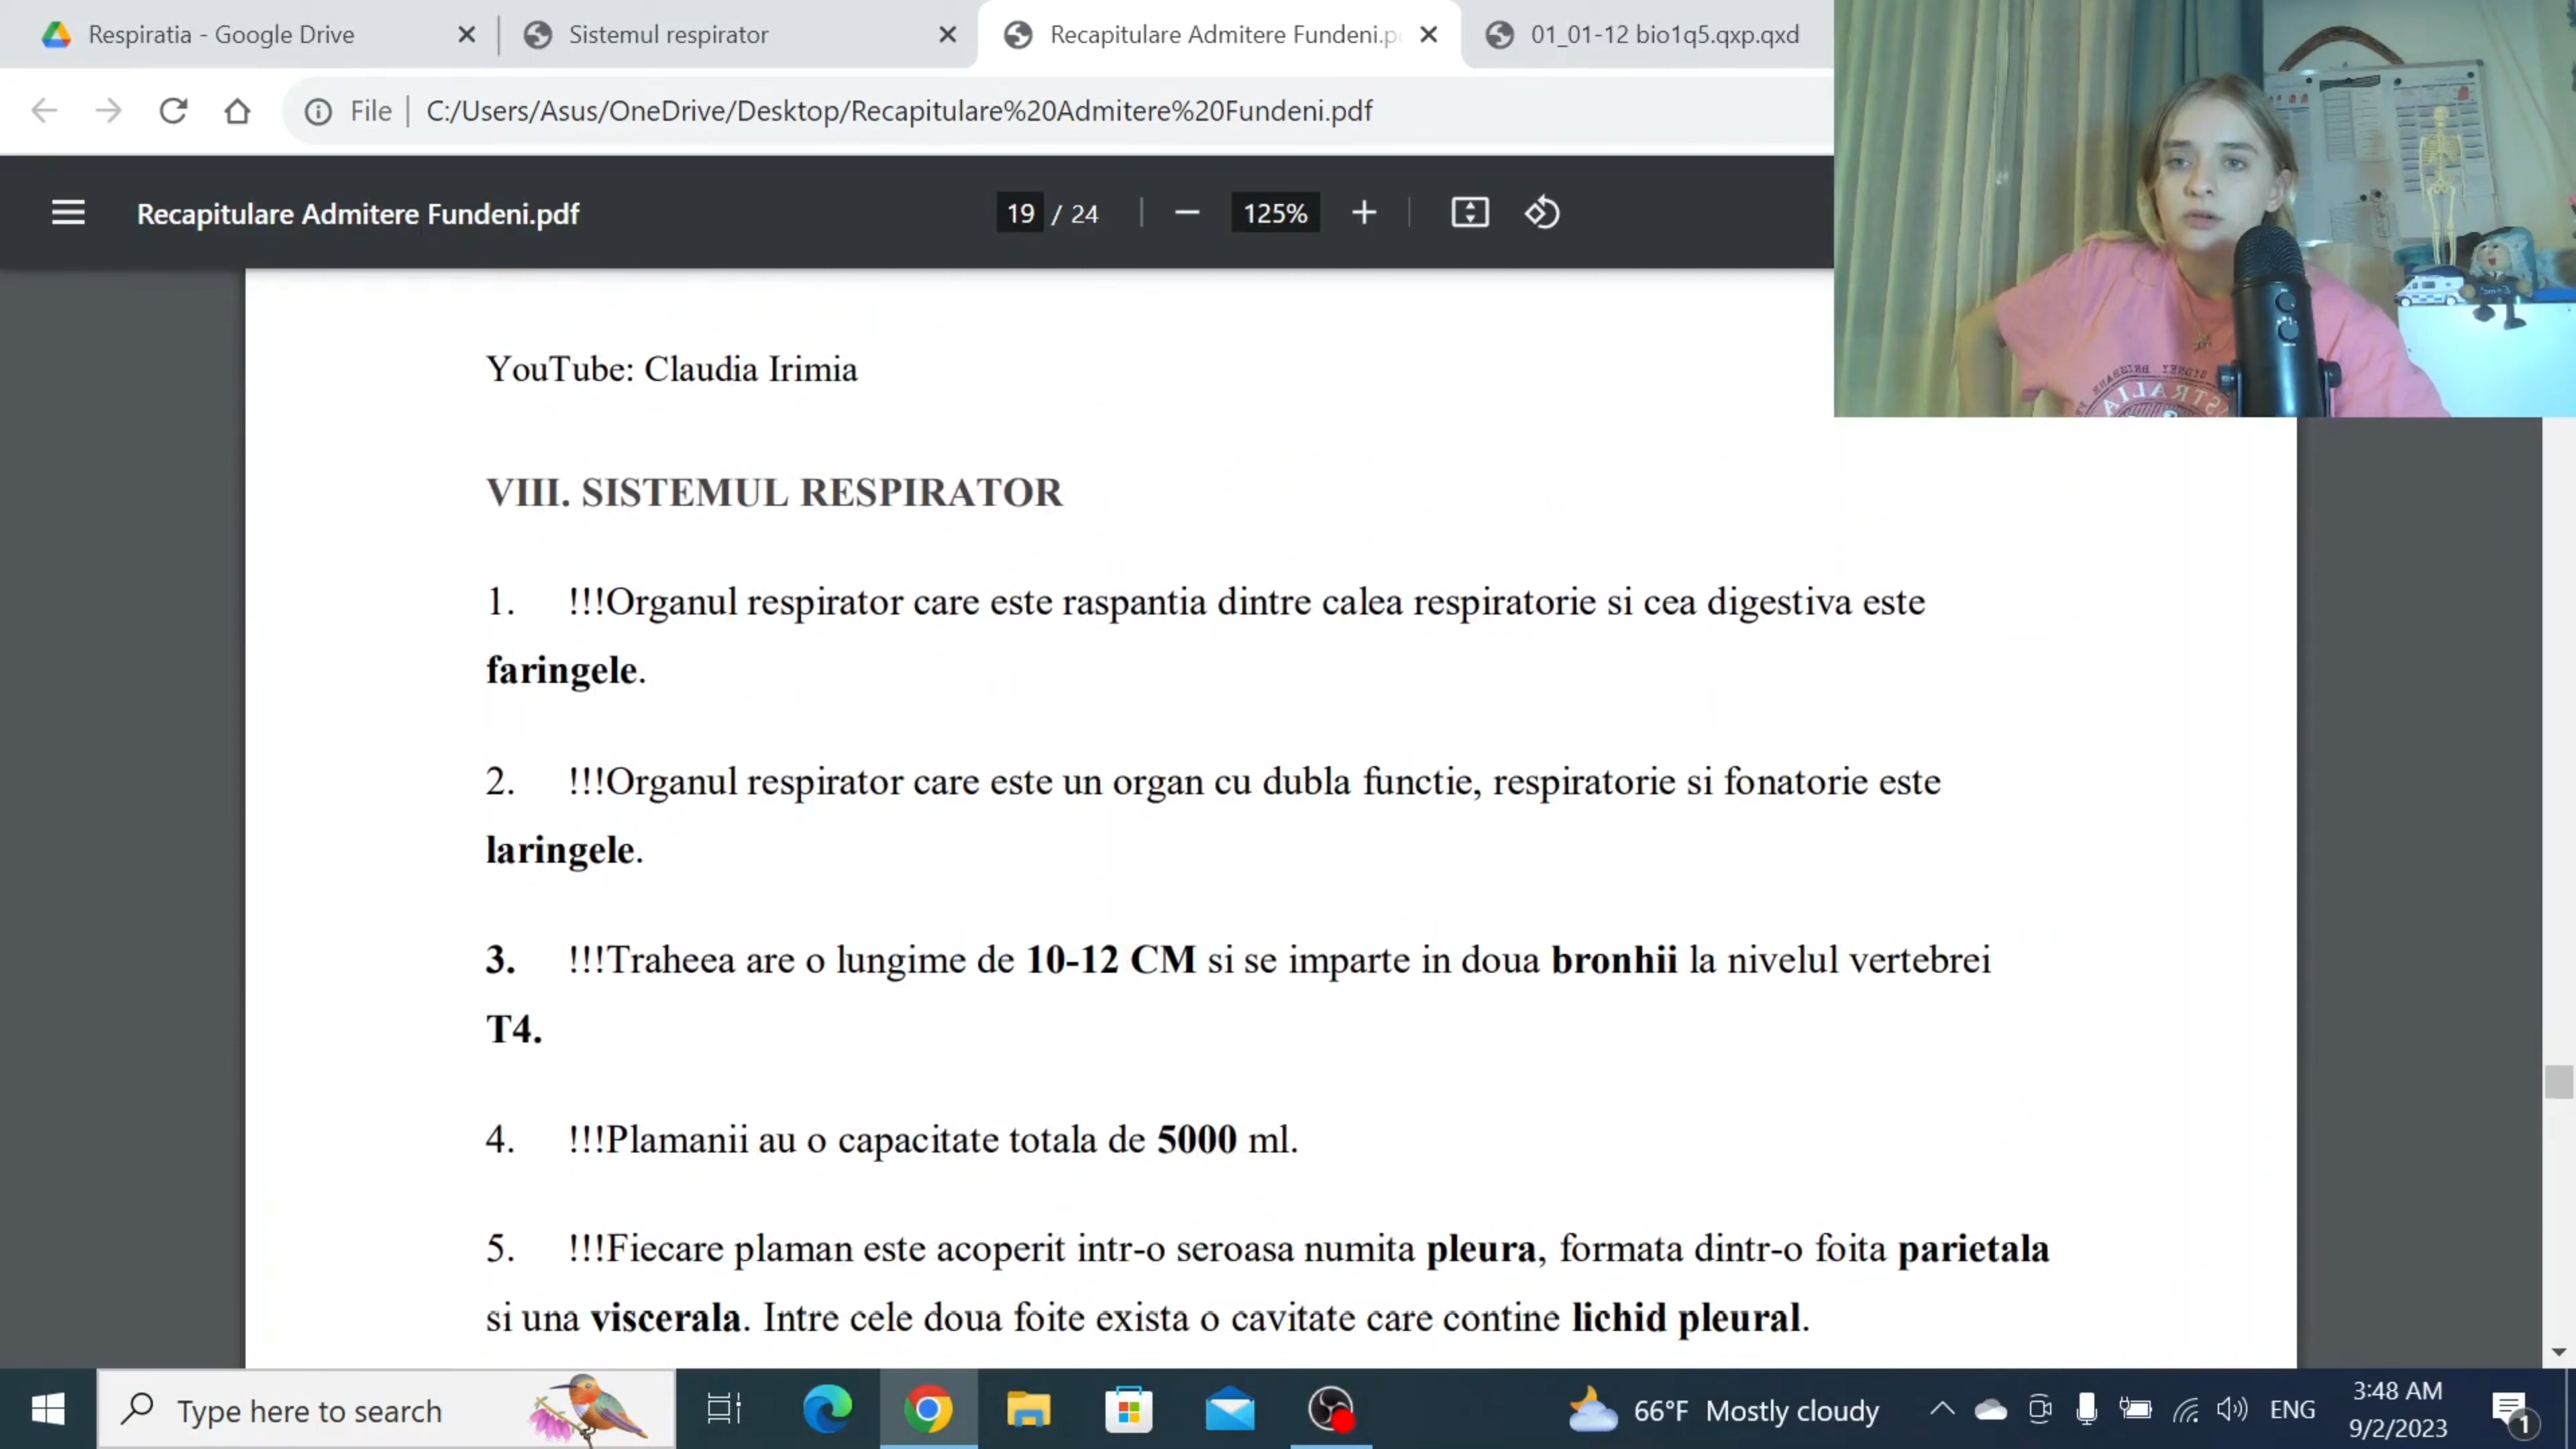 Respiratia - Google Drive
Sistemul respirator
Recapitulare Admitere Fundeni.p
01_01-12 bio1q5.qxp.qxd
File
C:/Users/Asus/OneDrive/Desktop/Recapitulare%20Admitere%20Fundeni.pdf
Recapitulare Admitere Fundeni.pdf
19 / 24
125%
YouTube: Claudia Irimia
VIII. SISTEMUL RESPIRATOR
1. !!!Organul respirator care este raspantia dintre calea respiratorie si cea digestiva este
faringele.
2. !!!Organul respirator care este un organ cu dubla functie, respiratorie si fonatorie este
laringele.
3. !!!Traheea are o lungime de 10-12 CM si se imparte in doua bronhii la nivelul vertebrei
T4.
4. !!!Plamanii au o capacitate totala de 5000 ml.
5. !!!Fiecare plaman este acoperit intr-o seroasa numita pleura, formata dintr-o foita parietala
si una viscerala. Intre cele doua foite exista o cavitate care contine lichid pleural.
Type here to search
66°F Mostly cloudy
ENG
3:48 AM
9/2/2023
1